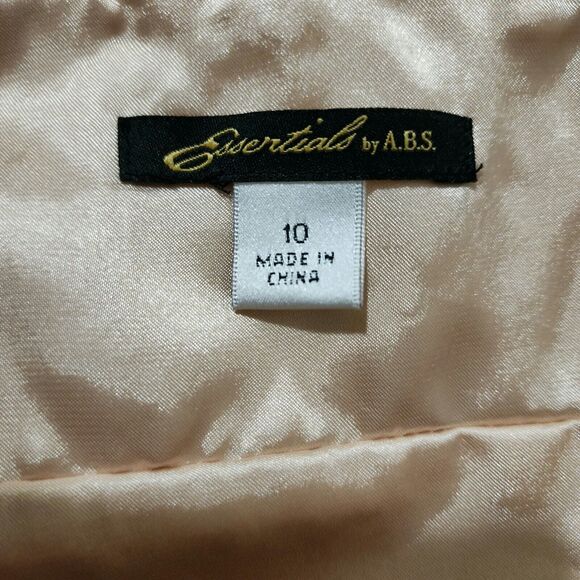 Essentials by A.B.S.
10
MADE IN
CHINA